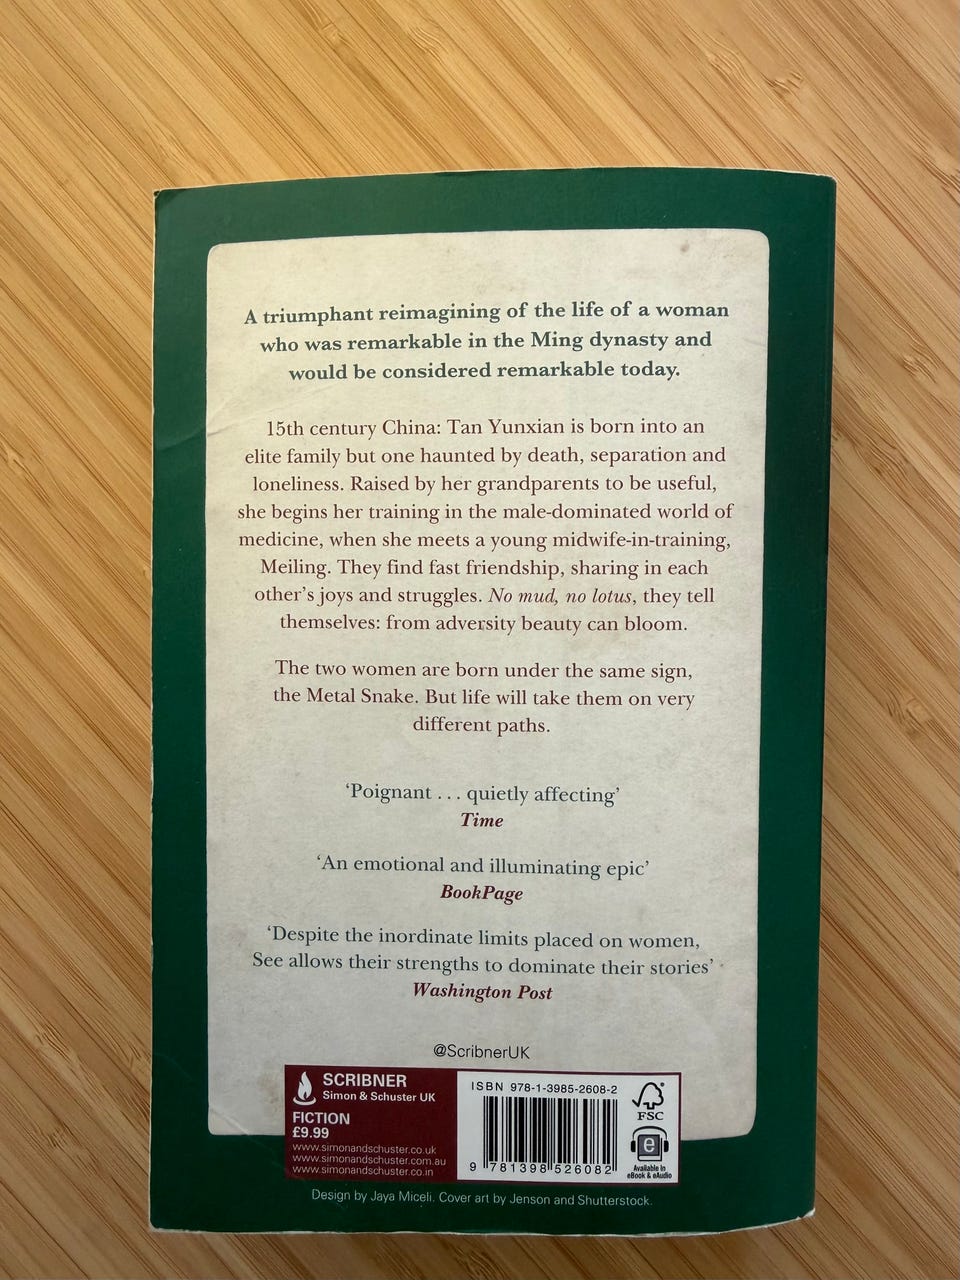 A triumphant reimagining of the life of a woman
who was remarkable in the Ming dynasty and
would be considered remarkable today.
15th century China: Tan Yunxian is born into an
elite family but one haunted by death, separation and
loneliness. Raised by her grandparents to be useful,
she begins her training in the male-dominated world of
medicine, when she meets a young midwife-in-training,
Meiling. They find fast friendship, sharing in each
other’s joys and struggles. No mud, no lotus, they tell
themselves: from adversity beauty can bloom.
The two women are born under the same sign,
the Metal Snake. But life will take them on very
different paths.
‘Poignant . . . quietly affecting’
Time
‘An emotional and illuminating epic’
BookPage
‘Despite the inordinate limits placed on women,
See allows their strengths to dominate their stories’
Washington Post
@ScribnerUK
SCRIBNER
Simon & Schuster UK
FICTION
£9.99
www.simonandschuster.co.uk
www.simonandschuster.com.au
www.simonandschuster.co.in
ISBN 978-1-3985-2608-2
9 781398 526082
FSC
e
Available in
eBook & eAudio
Design by Jaya Miceli. Cover art by Jenson and Shutterstock.